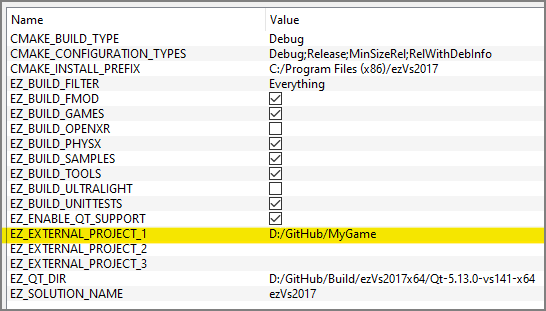 Name Value
CMAKE_BUILD_TYPE Debug
CMAKE_CONFIGURATION_TYPES Debug;Release;MinSizeRel;RelWithDebInfo
CMAKE_INSTALL_PREFIX C:/Program Files (x86)/ezVs2017
EZ_BUILD_FILTER Everything
EZ_BUILD_FMOD
EZ_BUILD_GAMES
EZ_BUILD_OPENXR
EZ_BUILD_PHYSX
EZ_BUILD_SAMPLES
EZ_BUILD_TOOLS
EZ_BUILD_ULTRALIGHT
EZ_BUILD_UNITTESTS
EZ_ENABLE_QT_SUPPORT
EZ_EXTERNAL_PROJECT_1 D:/GitHub/MyGame
EZ_EXTERNAL_PROJECT_2
EZ_EXTERNAL_PROJECT_3
EZ_QT_DIR D:/GitHub/Build/ezVs2017x64/Qt-5.13.0-vs141-x64
EZ_SOLUTION_NAME ezVs2017